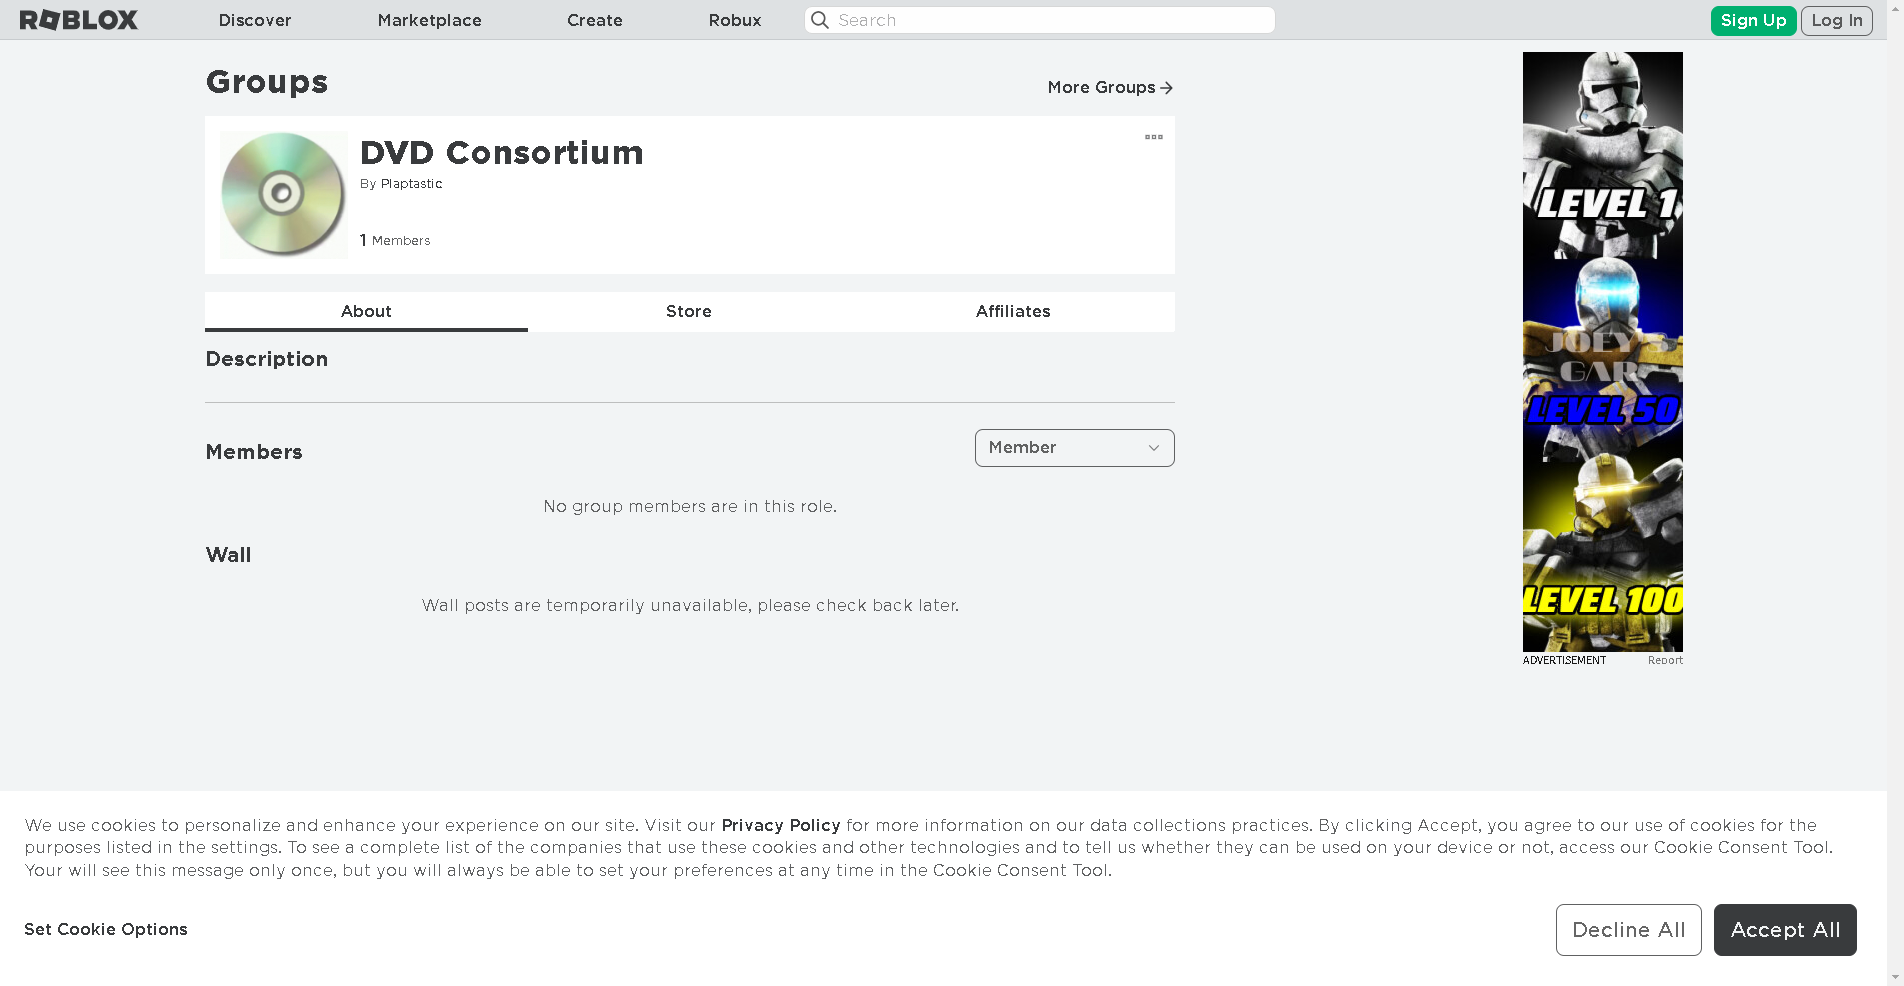 ROBLOX
Discover
Marketplace
Create
Robux
Search
Sign Up
Log In
Groups
More Groups
DVD Consortium
By Plaptastic
1 Members
About
Store
Affiliates
Description
Members
Member
No group members are in this role.
Wall
Wall posts are temporarily unavailable, please check back later.
LEVEL 1
JOEY'S
GAR
LEVEL 50
LEVEL 100
ADVERTISEMENT
Report
We use cookies to personalize and enhance your experience on our site. Visit our Privacy Policy for more information on our data collections practices. By clicking Accept, you agree to our use of cookies for the
purposes listed in the settings. To see a complete list of the companies that use these cookies and other technologies and to tell us whether they can be used on your device or not, access our Cookie Consent Tool.
Your will see this message only once, but you will always be able to set your preferences at any time in the Cookie Consent Tool.
Set Cookie Options
Decline All
Accept All